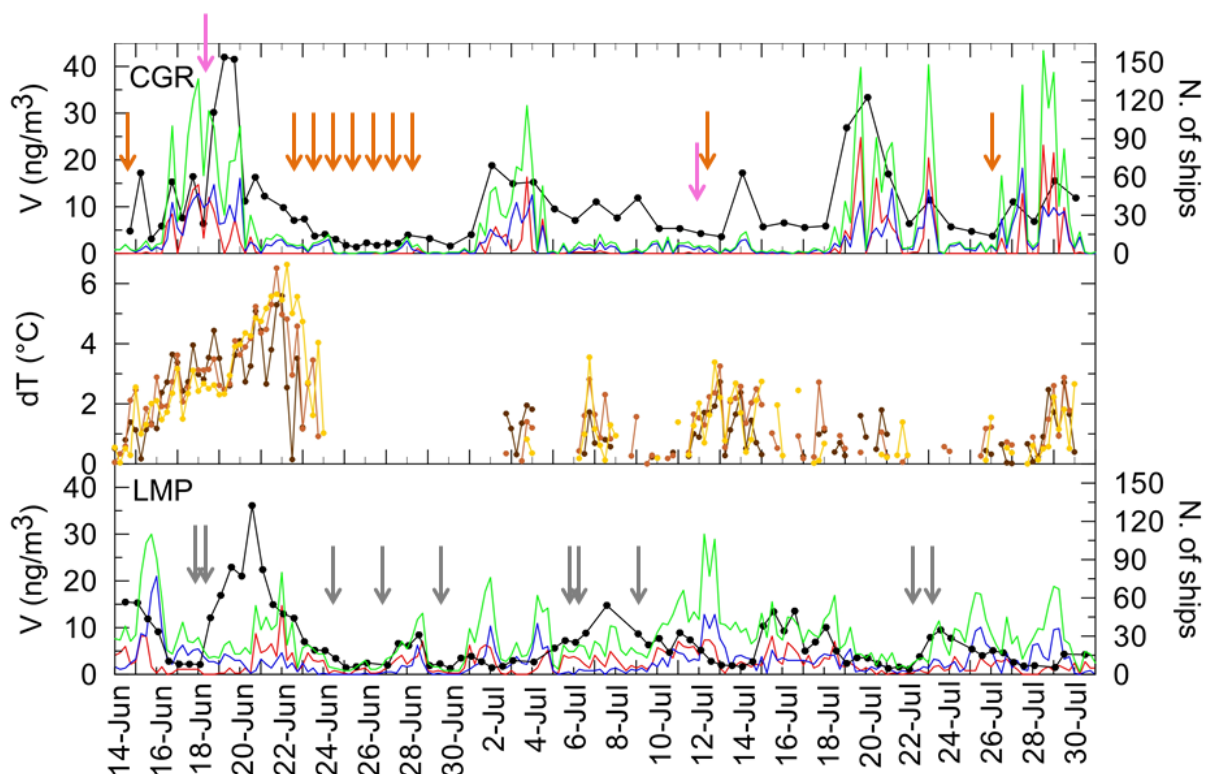 CGR
V (ng/m³)
40
30
20
10
0
N. of ships
150
120
90
60
30
0
dT (°C)
6
4
2
0
LMP
V (ng/m³)
40
30
20
10
0
N. of ships
150
120
90
60
30
0
14-Jun
16-Jun
18-Jun
20-Jun
22-Jun
24-Jun
26-Jun
28-Jun
30-Jun
2-Jul
4-Jul
6-Jul
8-Jul
10-Jul
12-Jul
14-Jul
16-Jul
18-Jul
20-Jul
22-Jul
24-Jul
26-Jul
28-Jul
30-Jul